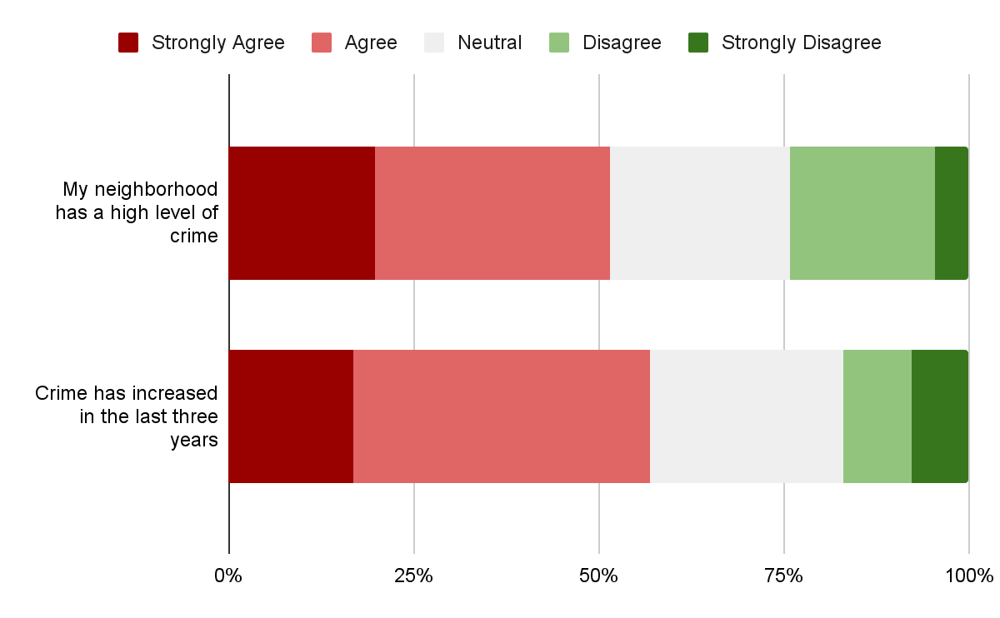 Strongly Agree Agree Neutral Disagree Strongly Disagree
My neighborhood
has a high level of
crime
Crime has increased
in the last three
years
0% 25% 50% 75% 100%